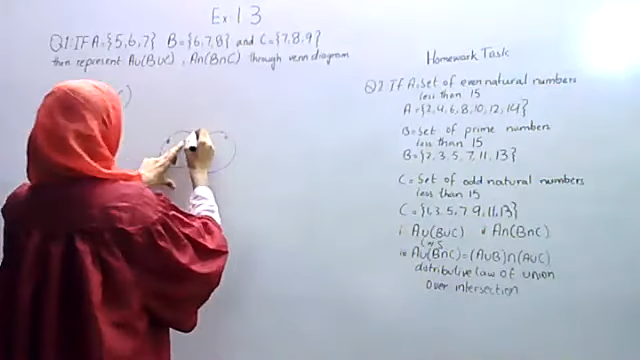 Ex 1.3
Q1: IF A={5,6,7} B={6,7,8} and C={7,8,9}
then represent A∪(B∪C), A∩(B∩C) through venn diagram
Homework Task
Q2 If A: Set of even natural numbers
less than 15
A={2,4,6,8,10,12,14}
B= Set of prime numbers
less than 15
B={2,3,5,7,11,13}
C= Set of odd natural numbers
less than 15
C={1,3,5,7,9,11,13}
i A∪(B∪C) ii A∩(B∩C)
L.H.S
iii A∪(B∩C)=(A∪B)∩(A∪C)
distributive law of union
over intersection